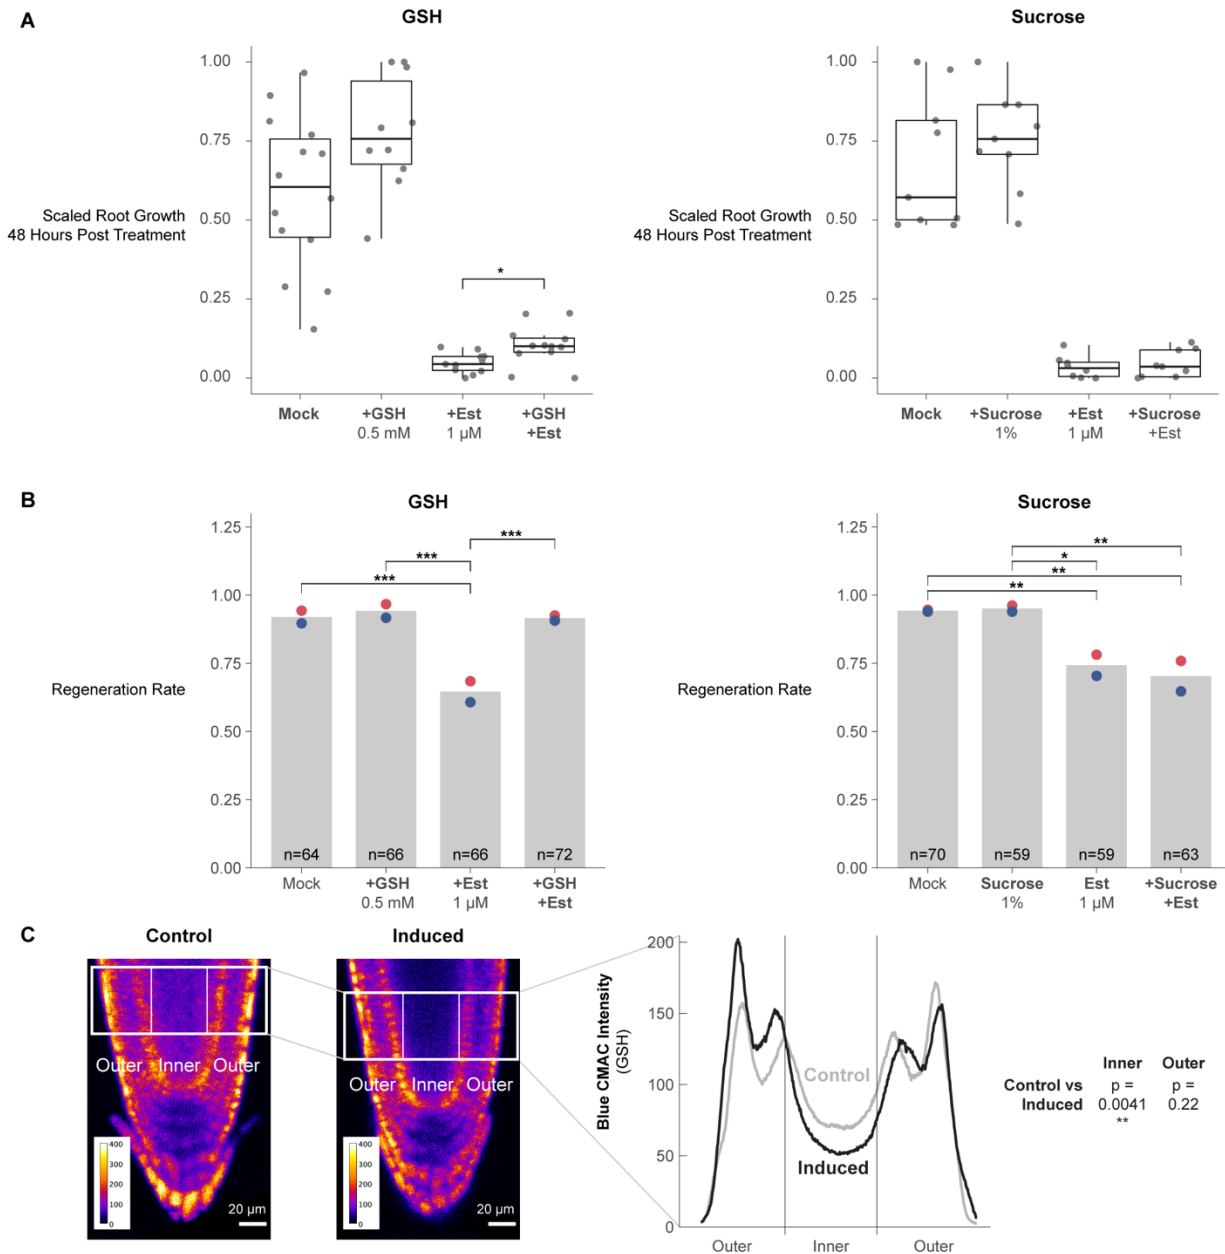 A
GSH
Sucrose
1.00
0.75
0.50
0.25
0.00
Scaled Root Growth
48 Hours Post Treatment
*
Mock
+GSH
0.5 mM
+Est
1 µM
+GSH
+Est
1.00
0.75
0.50
0.25
0.00
Scaled Root Growth
48 Hours Post Treatment
Mock
+Sucrose
1%
+Est
1 µM
+Sucrose
+Est
B
GSH
Sucrose
1.25
1.00
0.75
0.50
0.25
0.00
Regeneration Rate
***
***
***
n=64
n=66
n=66
n=72
Mock
+GSH
0.5 mM
+Est
1 µM
+GSH
+Est
1.25
1.00
0.75
0.50
0.25
0.00
Regeneration Rate
**
*
**
**
n=70
n=59
n=59
n=63
Mock
Sucrose
1%
Est
1 µM
+Sucrose
+Est
C
Control
Induced
Outer
Inner
Outer
400
300
200
100
0
20 µm
Outer
Inner
Outer
400
300
200
100
0
20 µm
Blue CMAC Intensity
(GSH)
200
150
100
50
0
Control
Induced
Outer
Inner
Outer
Inner
Outer
Control vs
Induced
p =
0.0041
**
p =
0.22